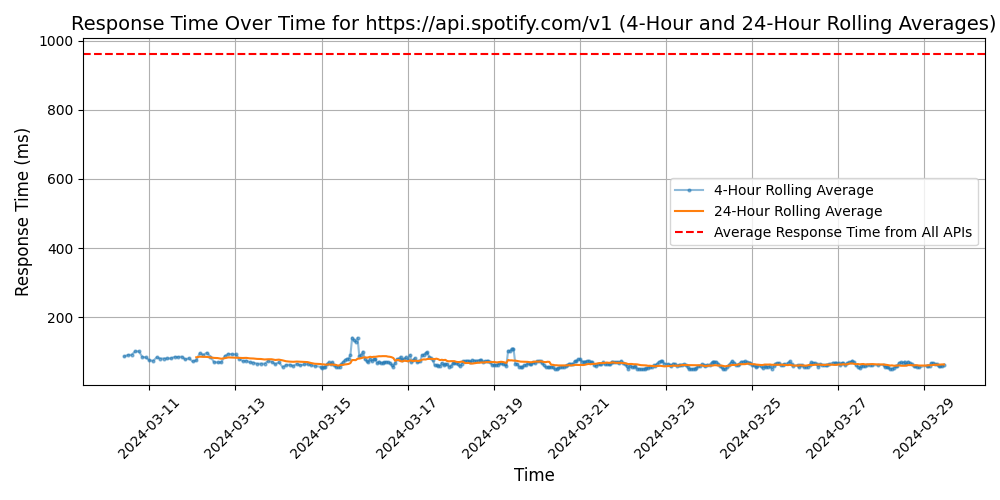 Response Time Over Time for https://api.spotify.com/v1 (4-Hour and 24-Hour Rolling Averages)
Response Time (ms)
1000
800
600
400
200
4-Hour Rolling Average
24-Hour Rolling Average
Average Response Time from All APIs
2024-03-11
2024-03-13
2024-03-15
2024-03-17
2024-03-19
2024-03-21
2024-03-23
2024-03-25
2024-03-27
2024-03-29
Time